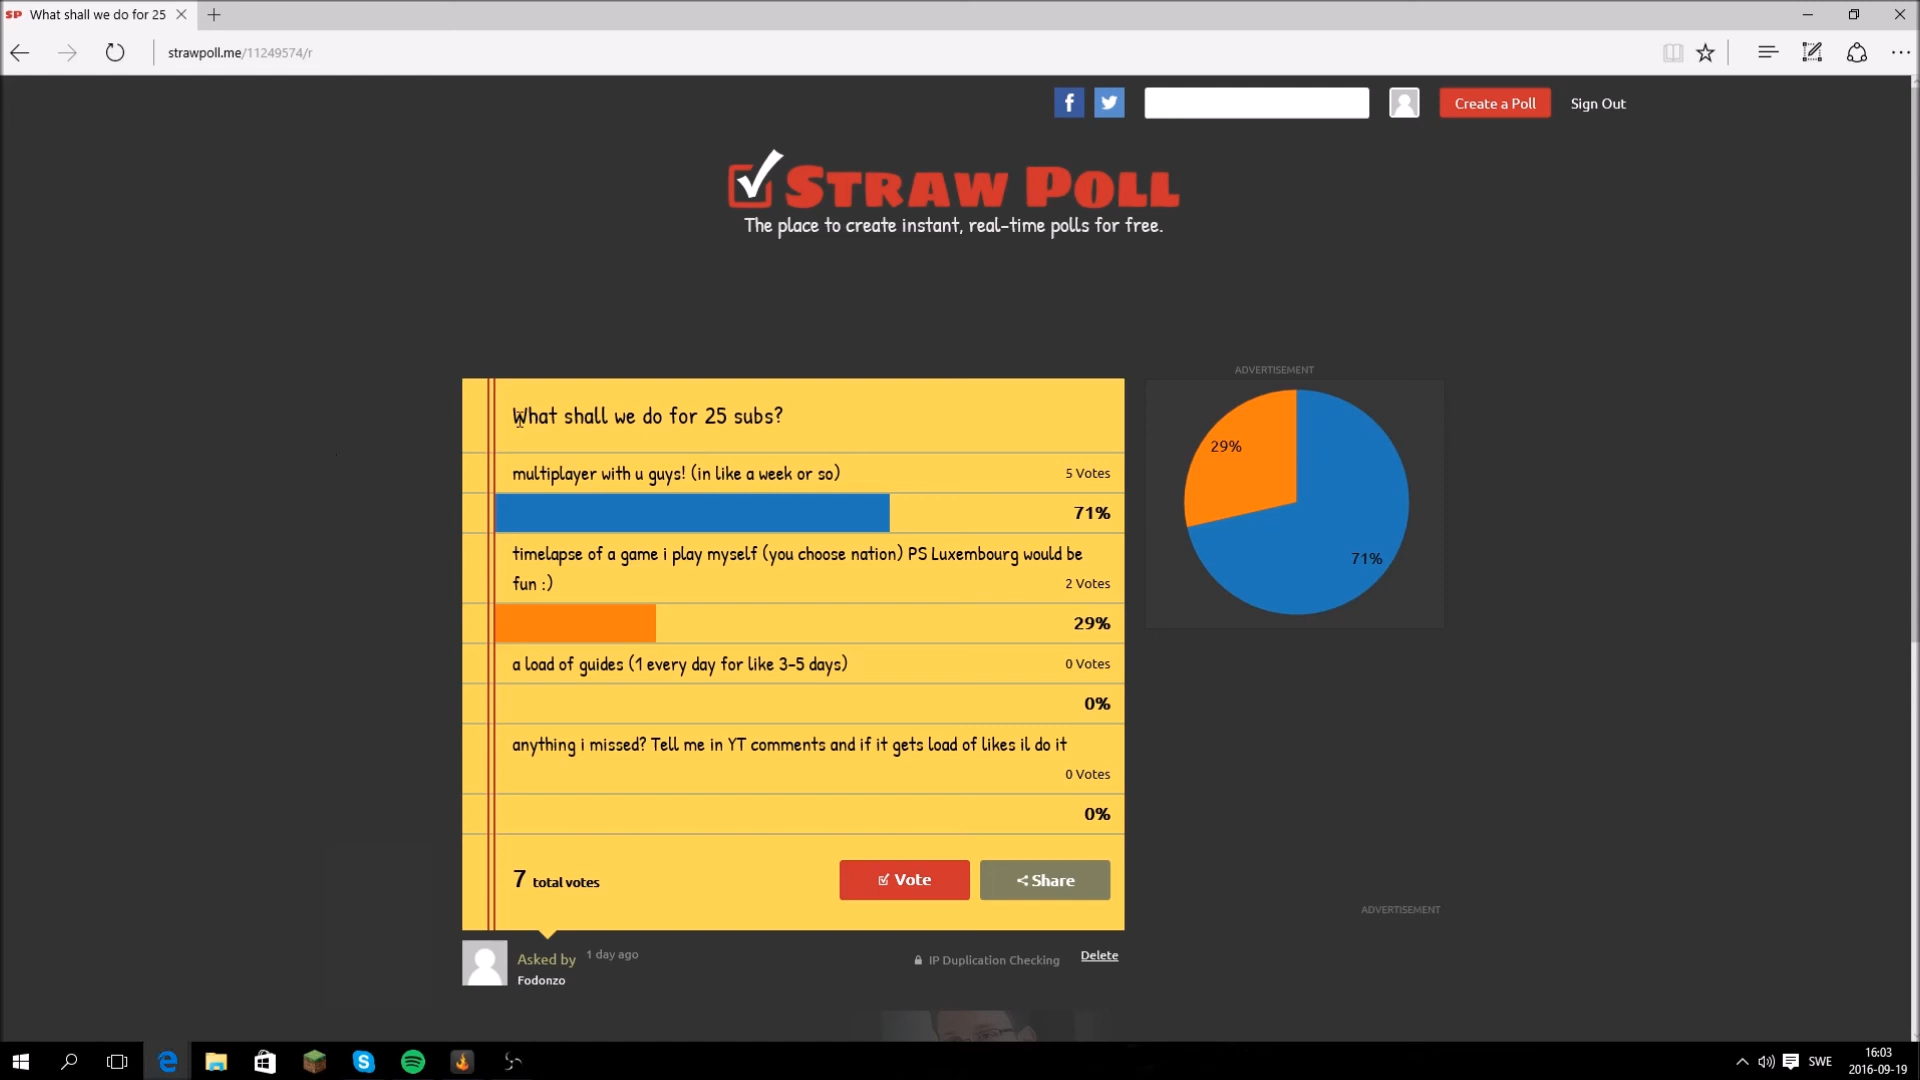 SP What shall we do for 25
strawpoll.me/11249574/r
f
Create a Poll
Sign Out
STRAW POLL
The place to create instant, real-time polls for free.
ADVERTISEMENT
What shall we do for 25 subs?
multiplayer with u guys! (in like a week or so)
5 Votes
71%
timelapse of a game i play myself (you choose nation) PS Luxembourg would be
fun :)
2 Votes
29%
a load of guides (1 every day for like 3-5 days)
0 Votes
0%
anything i missed? Tell me in YT comments and if it gets load of likes il do it
0 Votes
0%
29%
71%
7 total votes
Vote
Share
ADVERTISEMENT
Asked by
1 day ago
Fodonzo
IP Duplication Checking
Delete
SWE
16:03
2016-09-19